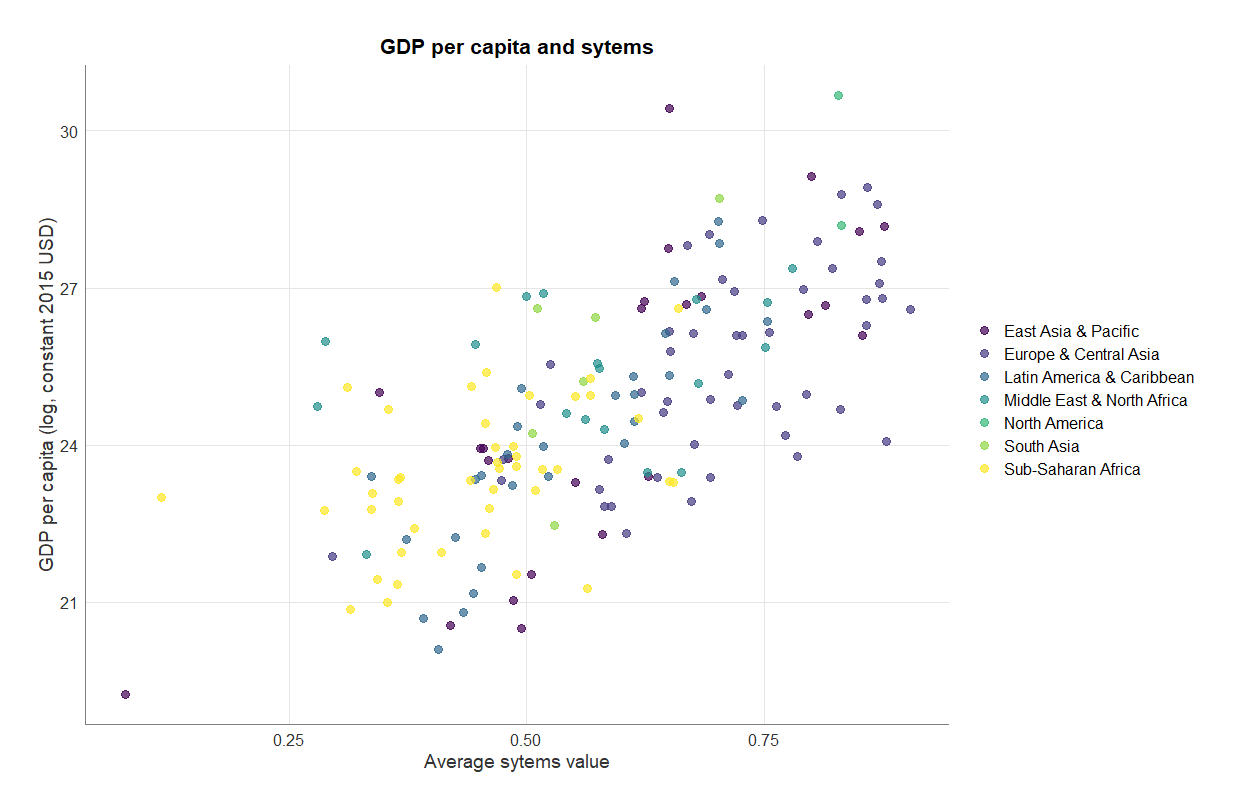 GDP per capita and sytems
GDP per capita (log, constant 2015 USD)
30
27
24
21
0.25
0.50
0.75
Average sytems value
East Asia & Pacific
Europe & Central Asia
Latin America & Caribbean
Middle East & North Africa
North America
South Asia
Sub-Saharan Africa